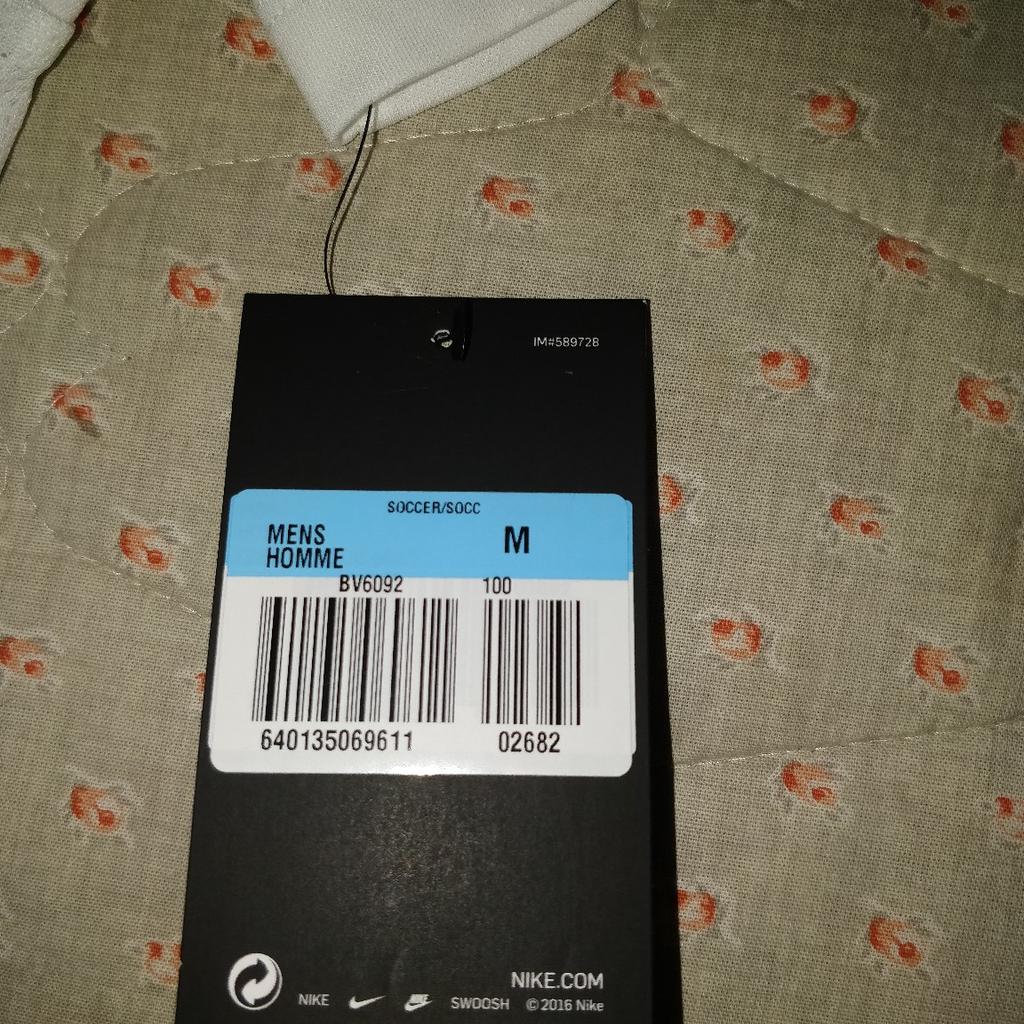 IM#589728
SOCCER/SOCC
MENS M
HOMME
BV6092 100
640135069611 02682
NIKE.COM
NIKE SWOOSH © 2016 Nike